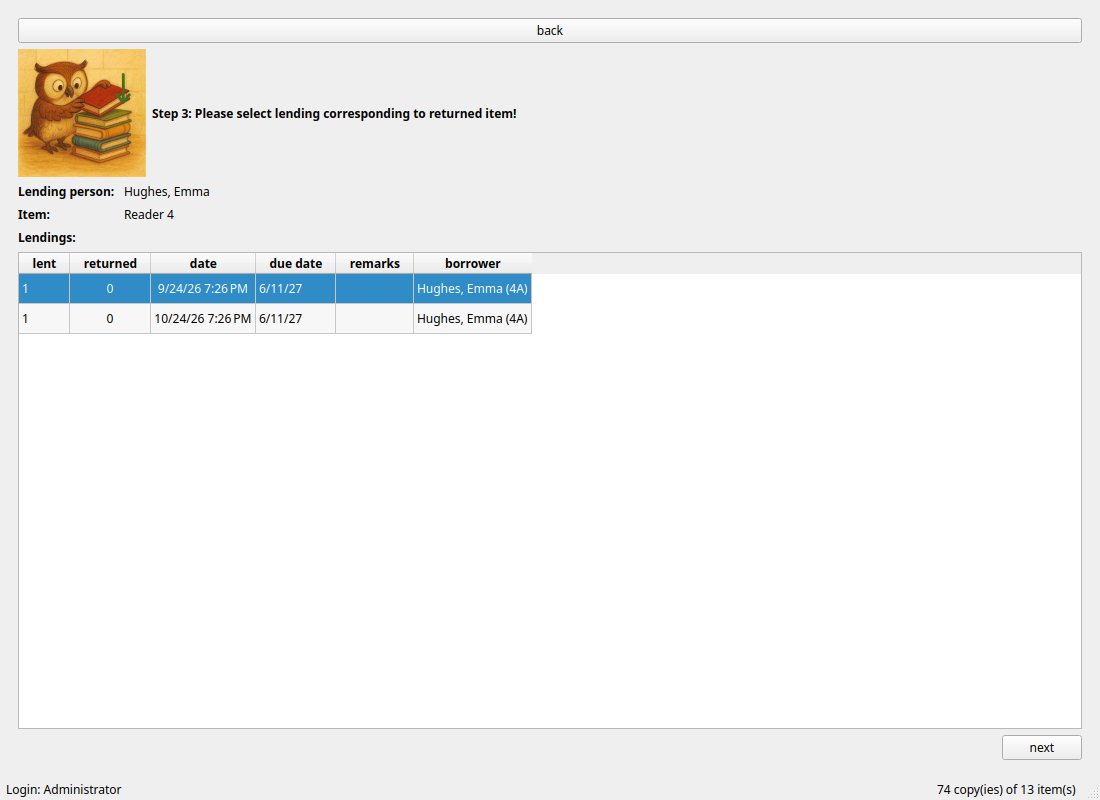 back
Step 3: Please select lending corresponding to returned item!
Lending person: Hughes, Emma
Item: Reader 4
Lendings:
lent returned date due date remarks borrower
1 0 9/24/26 7:26 PM 6/11/27 Hughes, Emma (4A)
1 0 10/24/26 7:26 PM 6/11/27 Hughes, Emma (4A)
next
Login: Administrator 74 copy(ies) of 13 item(s)